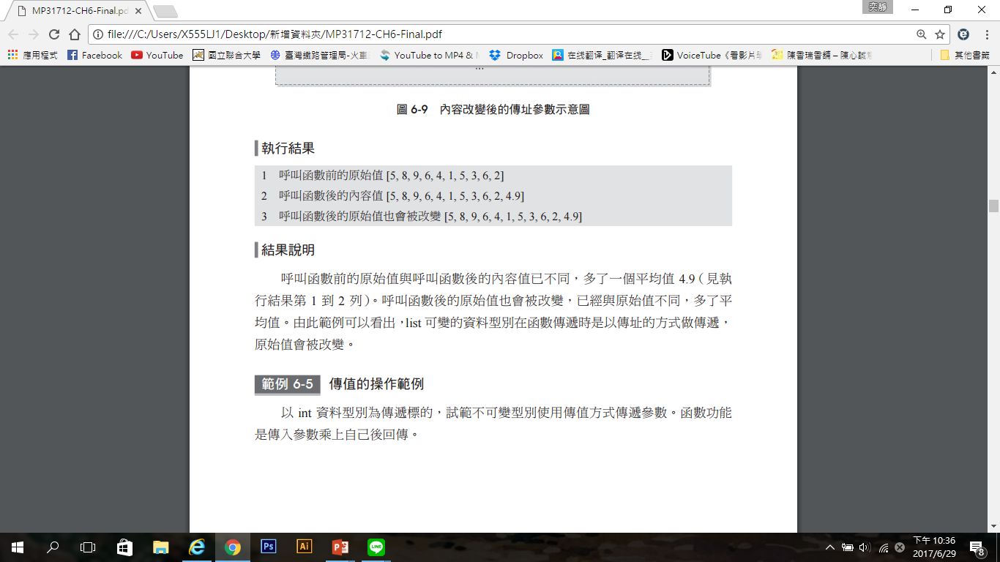 MP31712-CH6-Final.pd
奕靜
file:///C:/Users/X555LJ1/Desktop/新增資料夾/MP31712-CH6-Final.pdf
應用程式 Facebook YouTube 國立聯合大學 臺灣鐵路管理局-火車 YouTube to MP4 & Dropbox 在线翻译_在线 VoiceTube《看影片 陳香瑞香舖 – 陳心誠 其他書籤
...
圖 6-9 內容改變後的傳址參數示意圖
執行結果
1 呼叫函數前的原始值 [5, 8, 9, 6, 4, 1, 5, 3, 6, 2]
2 呼叫函數後的內容值 [5, 8, 9, 6, 4, 1, 5, 3, 6, 2, 4.9]
3 呼叫函數後的原始值也會被改變 [5, 8, 9, 6, 4, 1, 5, 3, 6, 2, 4.9]
結果說明
呼叫函數前的原始值與呼叫函數後的內容值已不同，多了一個平均值 4.9（見執
行結果第 1 到 2 列）。呼叫函數後的原始值也會被改變，已經與原始值不同，多了平
均值。由此範例可以看出，list 可變的資料型別在函數傳遞時是以傳址的方式做傳遞，
原始值會被改變。
範例 6-5 傳值的操作範例
以 int 資料型別為傳遞標的，試範不可變型別使用傳值方式傳遞參數。函數功能
是傳入參數乘上自己後回傳。
Ps Ai P LINE
下午 10:36
2017/6/29
8